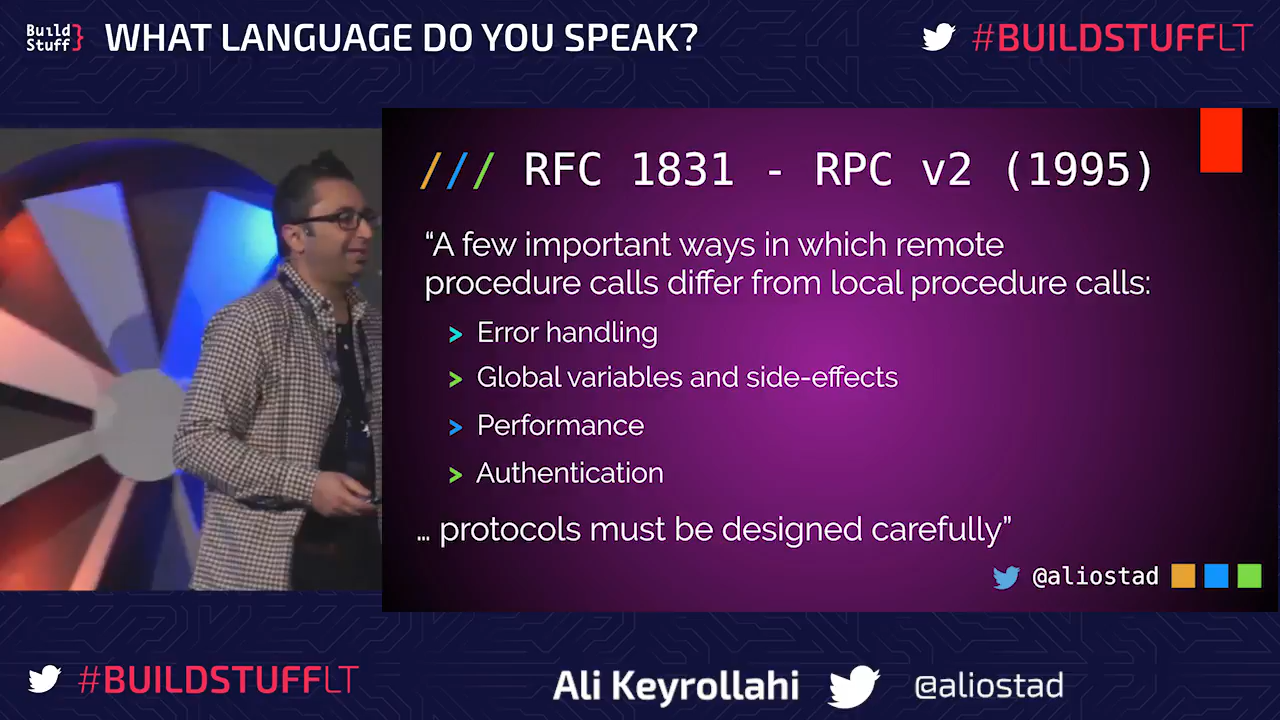 Build
Stuff}
WHAT LANGUAGE DO YOU SPEAK?
#BUILDSTUFFLT
/// RFC 1831 - RPC v2 (1995)
“A few important ways in which remote
procedure calls differ from local procedure calls:
> Error handling
> Global variables and side-effects
> Performance
> Authentication
… protocols must be designed carefully”
@aliostad
#BUILDSTUFFLT
Ali Keyrollahi
@aliostad